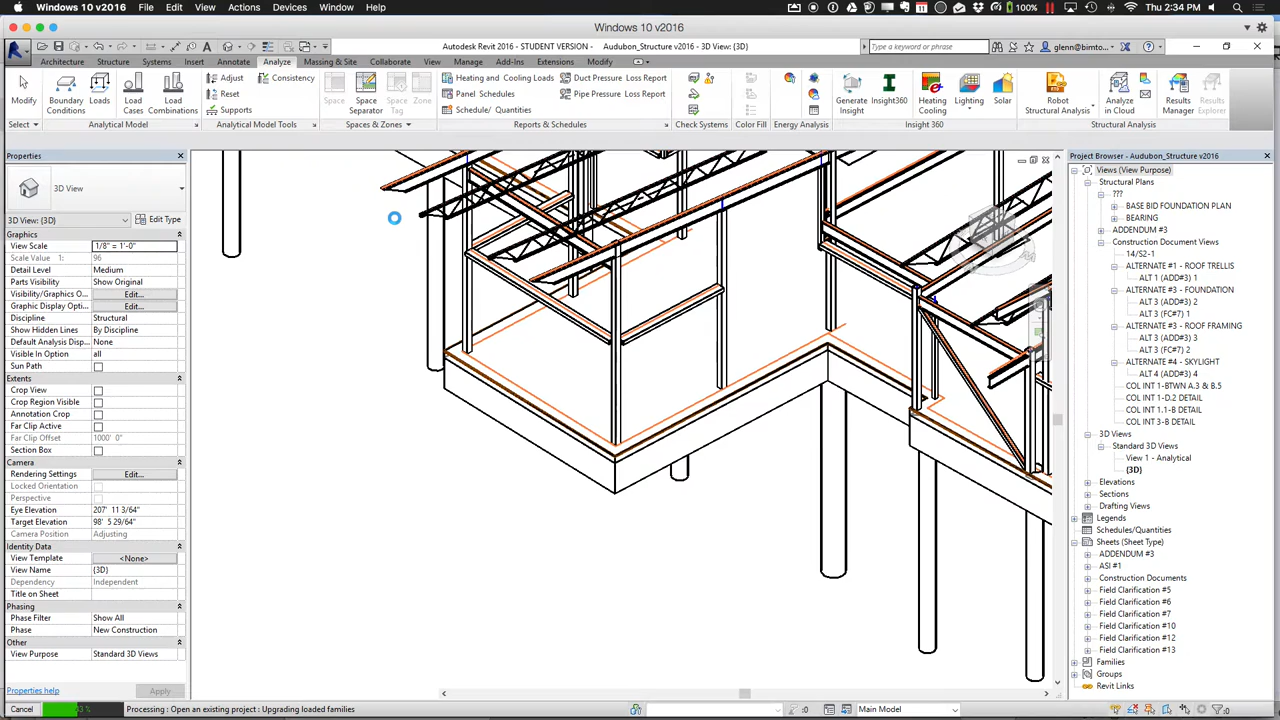 Windows 10 v2016 File Edit View Actions Devices Window Help
100% Thu 2:34 PM
Windows 10 v2016
Autodesk Revit 2016 - STUDENT VERSION - Audubon_Structure v2016 - 3D View: {3D}
Type a keyword or phrase
glenn@bimto...
Architecture Structure Systems Insert Annotate Analyze Massing & Site Collaborate View Manage Add-Ins Extensions Modify
Modify
Boundary Conditions
Loads
Load Cases
Load Combinations
Adjust
Reset
Supports
Consistency
Space
Space Separator
Space Tag
Zone
Heating and Cooling Loads
Panel Schedules
Schedule/ Quantities
Duct Pressure Loss Report
Pipe Pressure Loss Report
Generate Insight
Insight360
Heating Cooling
Lighting
Solar
Robot Structural Analysis
Analyze in Cloud
Results Manager
Results Explorer
Select
Analytical Model
Analytical Model Tools
Spaces & Zones
Reports & Schedules
Check Systems
Color Fill
Energy Analysis
Insight 360
Structural Analysis
Properties
3D View
3D View: {3D}
Edit Type
Graphics
View Scale 1/8" = 1'-0"
Scale Value 1: 96
Detail Level Medium
Parts Visibility Show Original
Visibility/Graphics O... Edit...
Graphic Display Opti... Edit...
Discipline Structural
Show Hidden Lines By Discipline
Default Analysis Disp... None
Visible In Option all
Sun Path
Extents
Crop View
Crop Region Visible
Annotation Crop
Far Clip Active
Far Clip Offset 1000' 0"
Section Box
Camera
Rendering Settings Edit...
Locked Orientation
Perspective
Eye Elevation 207' 11 3/64"
Target Elevation 98' 5 29/64"
Camera Position Adjusting
Identity Data
View Template <None>
View Name {3D}
Dependency Independent
Title on Sheet
Phasing
Phase Filter Show All
Phase New Construction
Other
View Purpose Standard 3D Views
Properties help
Apply
Project Browser - Audubon_Structure v2016
Views (View Purpose)
Structural Plans
???
BASE BID FOUNDATION PLAN
BEARING
ADDENDUM #3
Construction Document Views
14/S2-1
ALTERNATE #1 - ROOF TRELLIS
ALT 1 (ADD#3) 1
ALTERNATE #3 - FOUNDATION
ALT 3 (ADD#3) 2
ALT 3 (FC#7) 1
ALTERNATE #3 - ROOF FRAMING
ALT 3 (ADD#3) 3
ALT 3 (FC#7) 2
ALTERNATE #4 - SKYLIGHT
ALT 4 (ADD#3) 4
COL INT 1-BTWN A.3 & B.5
COL INT 1-D.2 DETAIL
COL INT 1.1-B DETAIL
COL INT 3-B DETAIL
3D Views
Standard 3D Views
View 1 - Analytical
{3D}
Elevations
Sections
Drafting Views
Legends
Schedules/Quantities
Sheets (Sheet Type)
ADDENDUM #3
ASI #1
Construction Documents
Field Clarification #5
Field Clarification #6
Field Clarification #7
Field Clarification #10
Field Clarification #12
Field Clarification #13
Families
Groups
Revit Links
Cancel
Processing : Open an existing project : Upgrading loaded families
:0
Main Model
:0